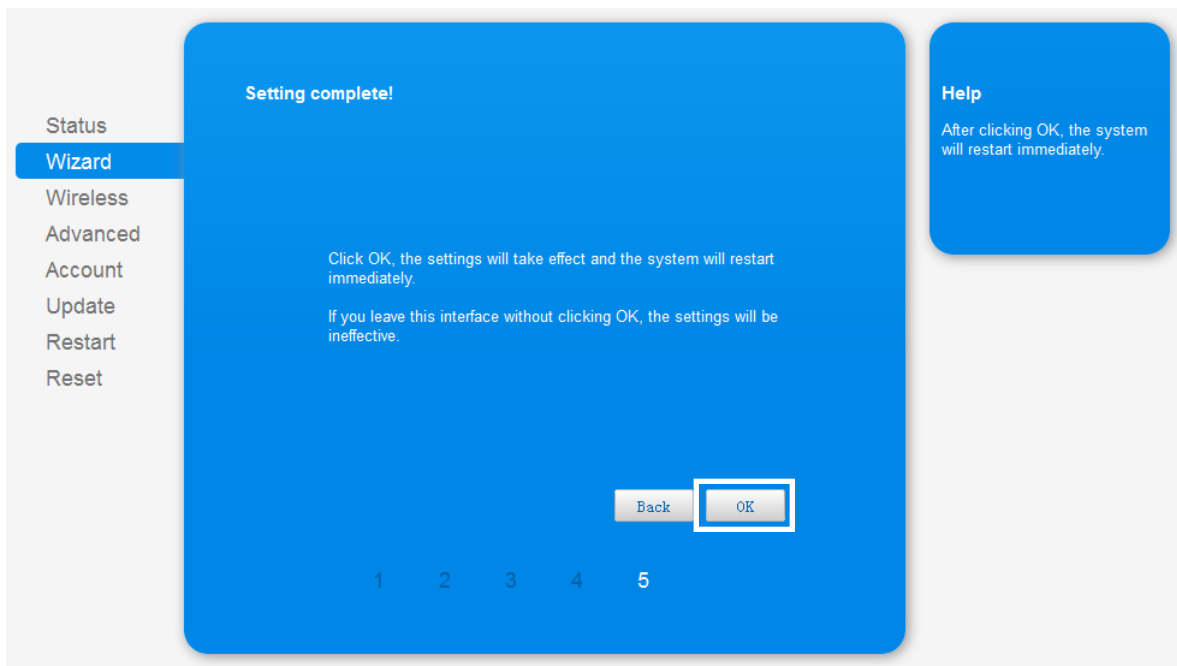 Status
Wizard
Wireless
Advanced
Account
Update
Restart
Reset
Setting complete!
Click OK, the settings will take effect and the system will restart
immediately.
If you leave this interface without clicking OK, the settings will be
ineffective.
Back OK
1 2 3 4 5
Help
After clicking OK, the system
will restart immediately.